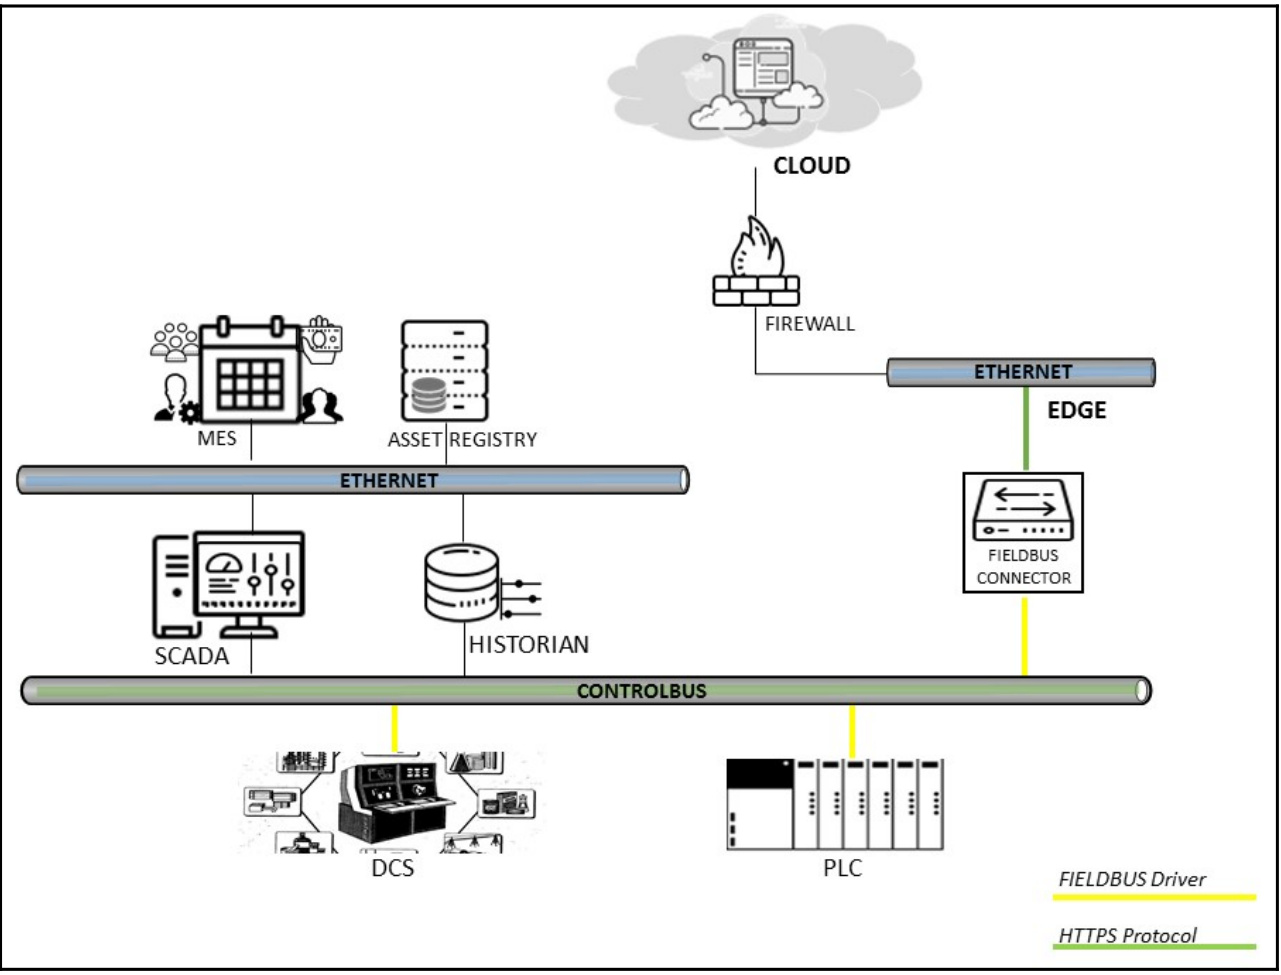 CLOUD
FIREWALL
ETHERNET
EDGE
MES
ASSET REGISTRY
ETHERNET
FIELDBUS
CONNECTOR
SCADA
HISTORIAN
CONTROLBUS
DCS
PLC
FIELDBUS Driver
HTTPS Protocol